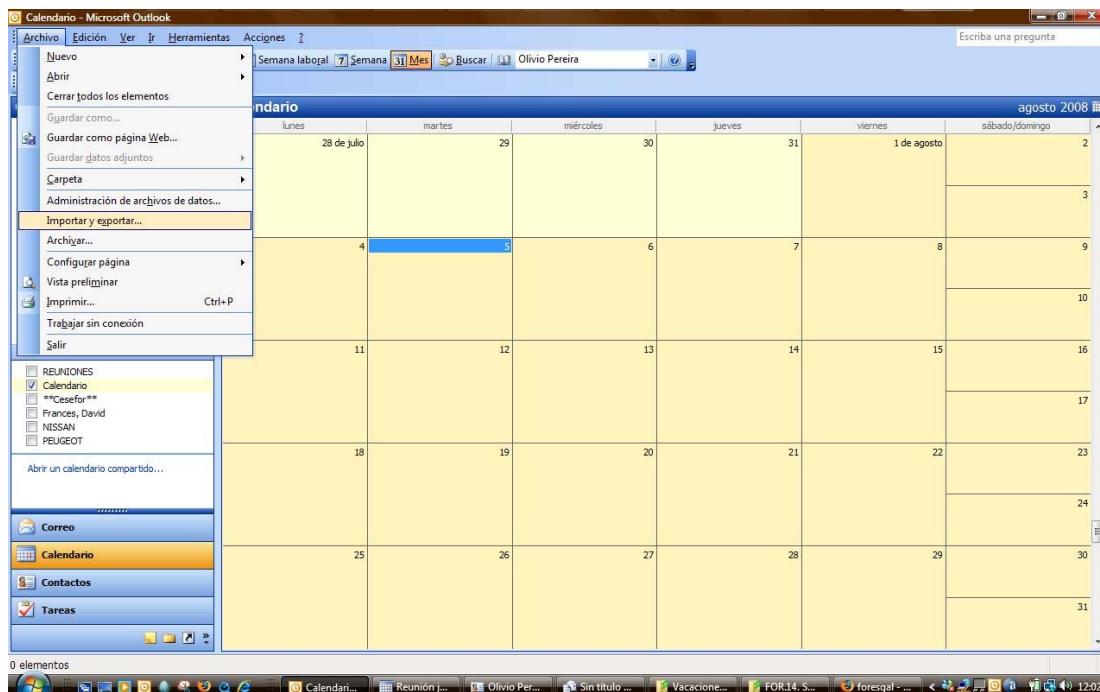 Calendario - Microsoft Outlook
Archivo Edición Ver Ir Herramientas Acciones ?
Escriba una pregunta
Semana laboral 7 Semana 31 Mes Buscar Olivio Pereira
Nuevo
Abrir
Cerrar todos los elementos
Guardar como...
Guardar como página Web...
Guardar datos adjuntos
Carpeta
Administración de archivos de datos...
Importar y exportar...
Archivar...
Configurar página
Vista preliminar
Imprimir... Ctrl+P
Trabajar sin conexión
Salir
endario agosto 2008
lunes martes miércoles jueves viernes sábado/domingo
28 de julio 29 30 31 1 de agosto 2
3
4 5 6 7 8 9
10
11 12 13 14 15 16
17
18 19 20 21 22 23
24
25 26 27 28 29 30
31
REUNIONES
Calendario
**Cesefor**
Frances, David
NISSAN
PEUGEOT
Abrir un calendario compartido...
Correo
Calendario
Contactos
Tareas
0 elementos
Calendari... Reunión j... Olivio Per... Sin título ... Vacacione... FOR.14. S... foresgal - ... 12:02